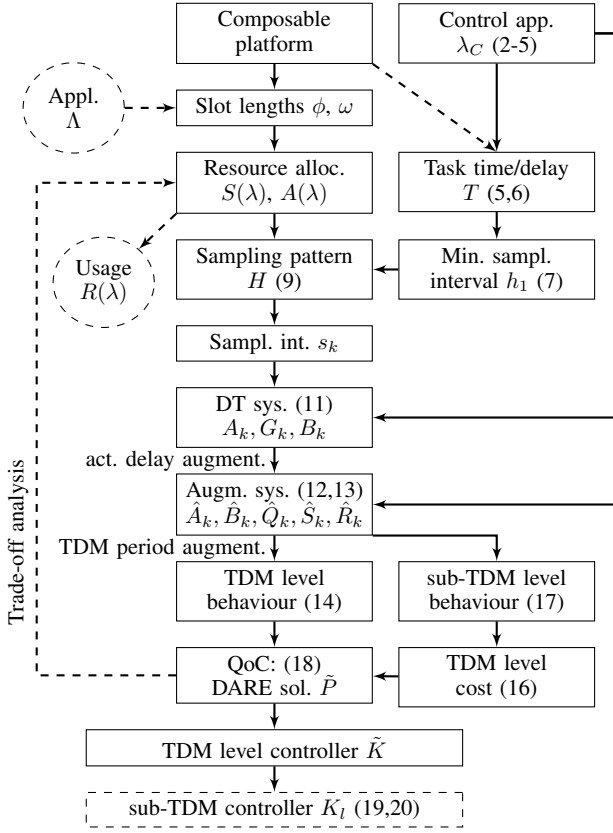 Composable
platform
Control app.
λ_C (2-5)
Appl.
Λ
Slot lengths ϕ, ω
Resource alloc.
S(λ), A(λ)
Task time/delay
T (5,6)
Usage
R(λ)
Sampling pattern
H (9)
Min. sampl.
interval h_1 (7)
Sampl. int. s_k
DT sys. (11)
A_k, G_k, B_k
act. delay augment.
Augm. sys. (12,13)
Â_k, B̂_k, Q̂_k, Ŝ_k, R̂_k
TDM period augment.
Trade-off analysis
TDM level
behaviour (14)
sub-TDM level
behaviour (17)
QoC: (18)
DARE sol. P̃
TDM level
cost (16)
TDM level controller K̃
sub-TDM controller K_l (19,20)